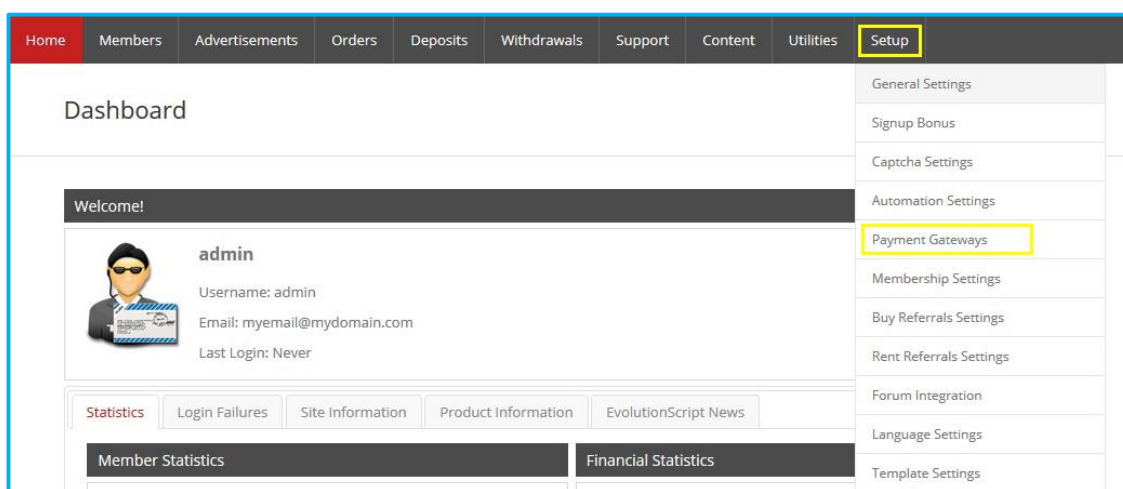 Home Members Advertisements Orders Deposits Withdrawals Support Content Utilities Setup
General Settings
Dashboard
Signup Bonus
Captcha Settings
Automation Settings
Welcome!
Payment Gateways
admin
Membership Settings
Username: admin
Buy Referrals Settings
Email: myemail@mydomain.com
Last Login: Never
Rent Referrals Settings
Forum Integration
Statistics Login Failures Site Information Product Information EvolutionScript News
Language Settings
Member Statistics Financial Statistics
Template Settings